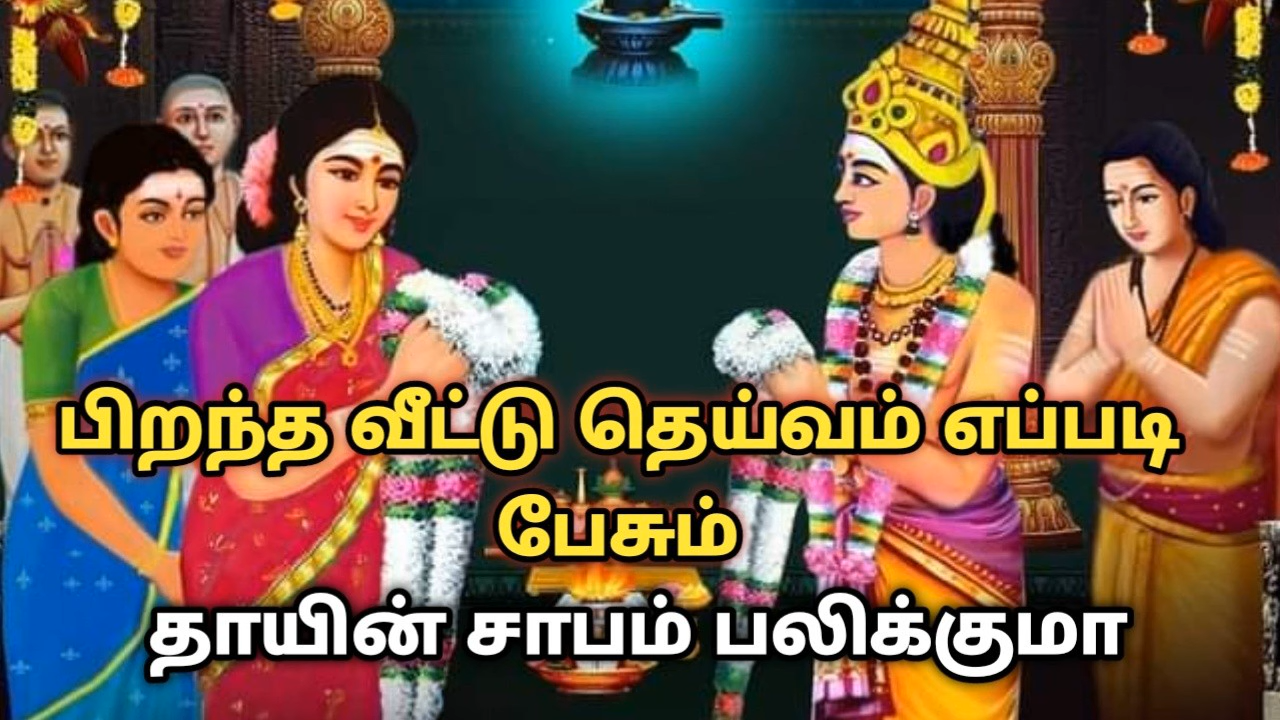 பிறந்த வீட்டு தெய்வம் எப்படி
பேசும்
தாயின் சாபம் பலிக்குமா